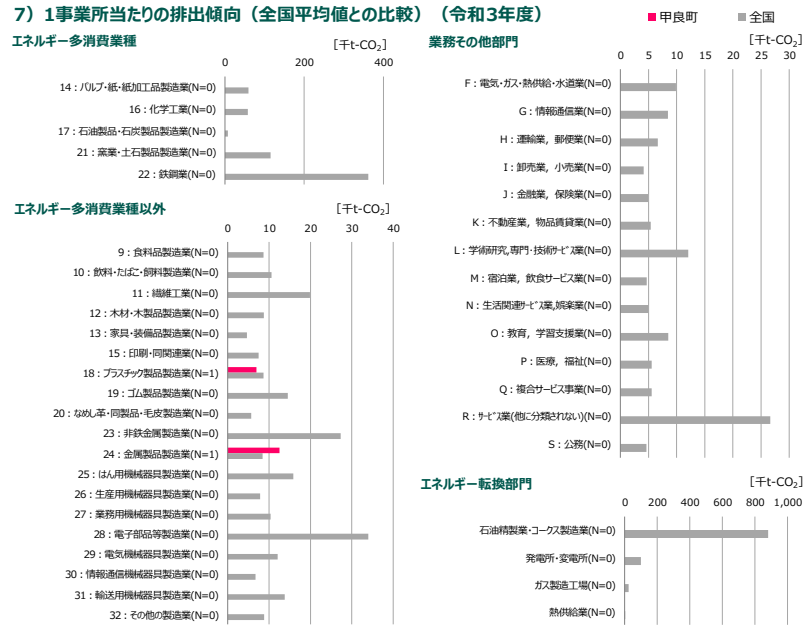 7）1事業所当たりの排出傾向（全国平均値との比較）（令和3年度）
甲良町 全国
エネルギー多消費業種
[千t-CO₂]
0 200 400
14：パルプ・紙・紙加工品製造業(N=0)
16：化学工業(N=0)
17：石油製品・石炭製品製造業(N=0)
21：窯業・土石製品製造業(N=0)
22：鉄鋼業(N=0)
エネルギー多消費業種以外
[千t-CO₂]
0 10 20 30 40
9：食料品製造業(N=0)
10：飲料・たばこ・飼料製造業(N=0)
11：繊維工業(N=0)
12：木材・木製品製造業(N=0)
13：家具・装備品製造業(N=0)
15：印刷・同関連業(N=0)
18：プラスチック製品製造業(N=1)
19：ゴム製品製造業(N=0)
20：なめし革・同製品・毛皮製造業(N=0)
23：非鉄金属製造業(N=0)
24：金属製品製造業(N=1)
25：はん用機械器具製造業(N=0)
26：生産用機械器具製造業(N=0)
27：業務用機械器具製造業(N=0)
28：電子部品等製造業(N=0)
29：電気機械器具製造業(N=0)
30：情報通信機械器具製造業(N=0)
31：輸送用機械器具製造業(N=0)
32：その他の製造業(N=0)
業務その他部門
[千t-CO₂]
0 5 10 15 20 25 30
F：電気・ガス・熱供給・水道業(N=0)
G：情報通信業(N=0)
H：運輸業，郵便業(N=0)
I：卸売業，小売業(N=0)
J：金融業，保険業(N=0)
K：不動産業，物品賃貸業(N=0)
L：学術研究,専門・技術ｻｰﾋﾞｽ業(N=0)
M：宿泊業，飲食サービス業(N=0)
N：生活関連ｻｰﾋﾞｽ業,娯楽業(N=0)
O：教育，学習支援業(N=0)
P：医療，福祉(N=0)
Q：複合サービス事業(N=0)
R：ｻｰﾋﾞｽ業(他に分類されない)(N=0)
S：公務(N=0)
エネルギー転換部門
[千t-CO₂]
0 200 400 600 800 1,000
石油精製業・コークス製造業(N=0)
発電所・変電所(N=0)
ガス製造工場(N=0)
熱供給業(N=0)